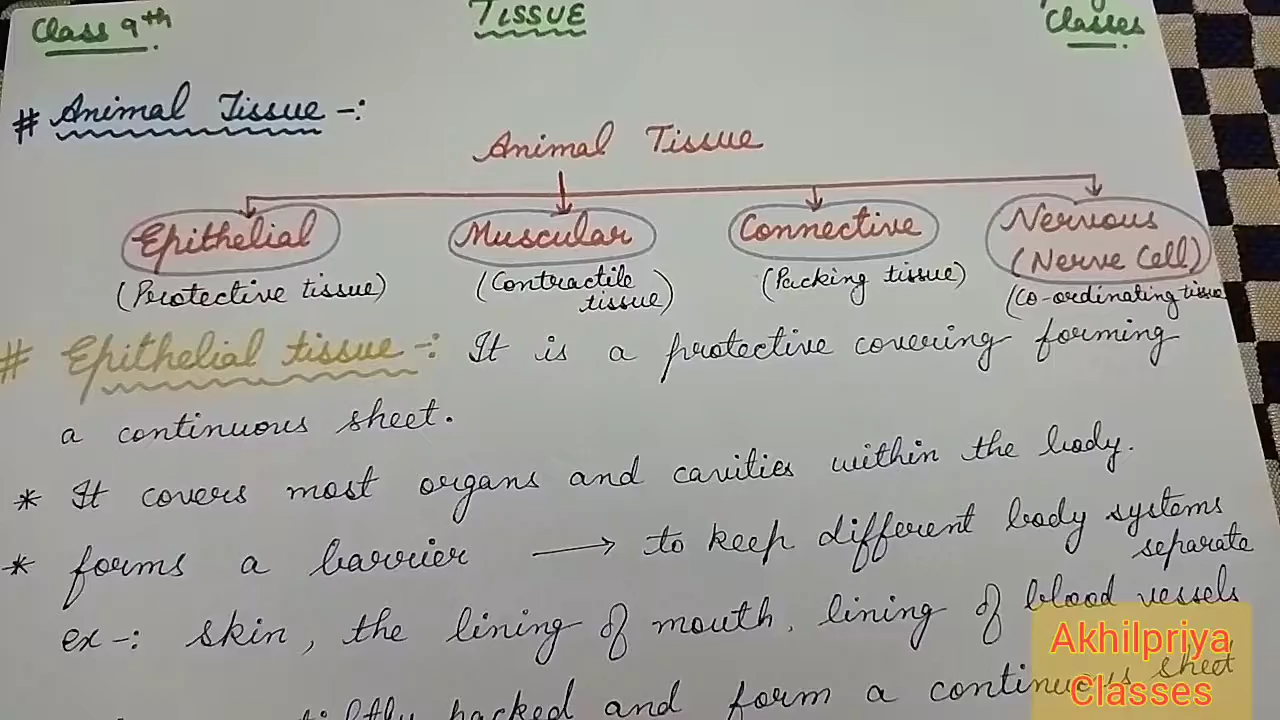 Class 9th TISSUE Classes
# Animal Tissue -:
Animal Tissue
Epithelial Muscular Connective Nervous
(Nerve Cell)
(Protective tissue) (Contractile tissue) (Packing tissue) (Co-ordinating tissue
# Epithelial tissue -: It is a protective covering forming
a continuous sheet.
* It covers most organs and cavities within the body.
* forms a barrier → to keep different body systems separate
ex -: skin, the lining of mouth, lining of blood vessels
packed and form a continuous sheet
Akhilpriya
Classes